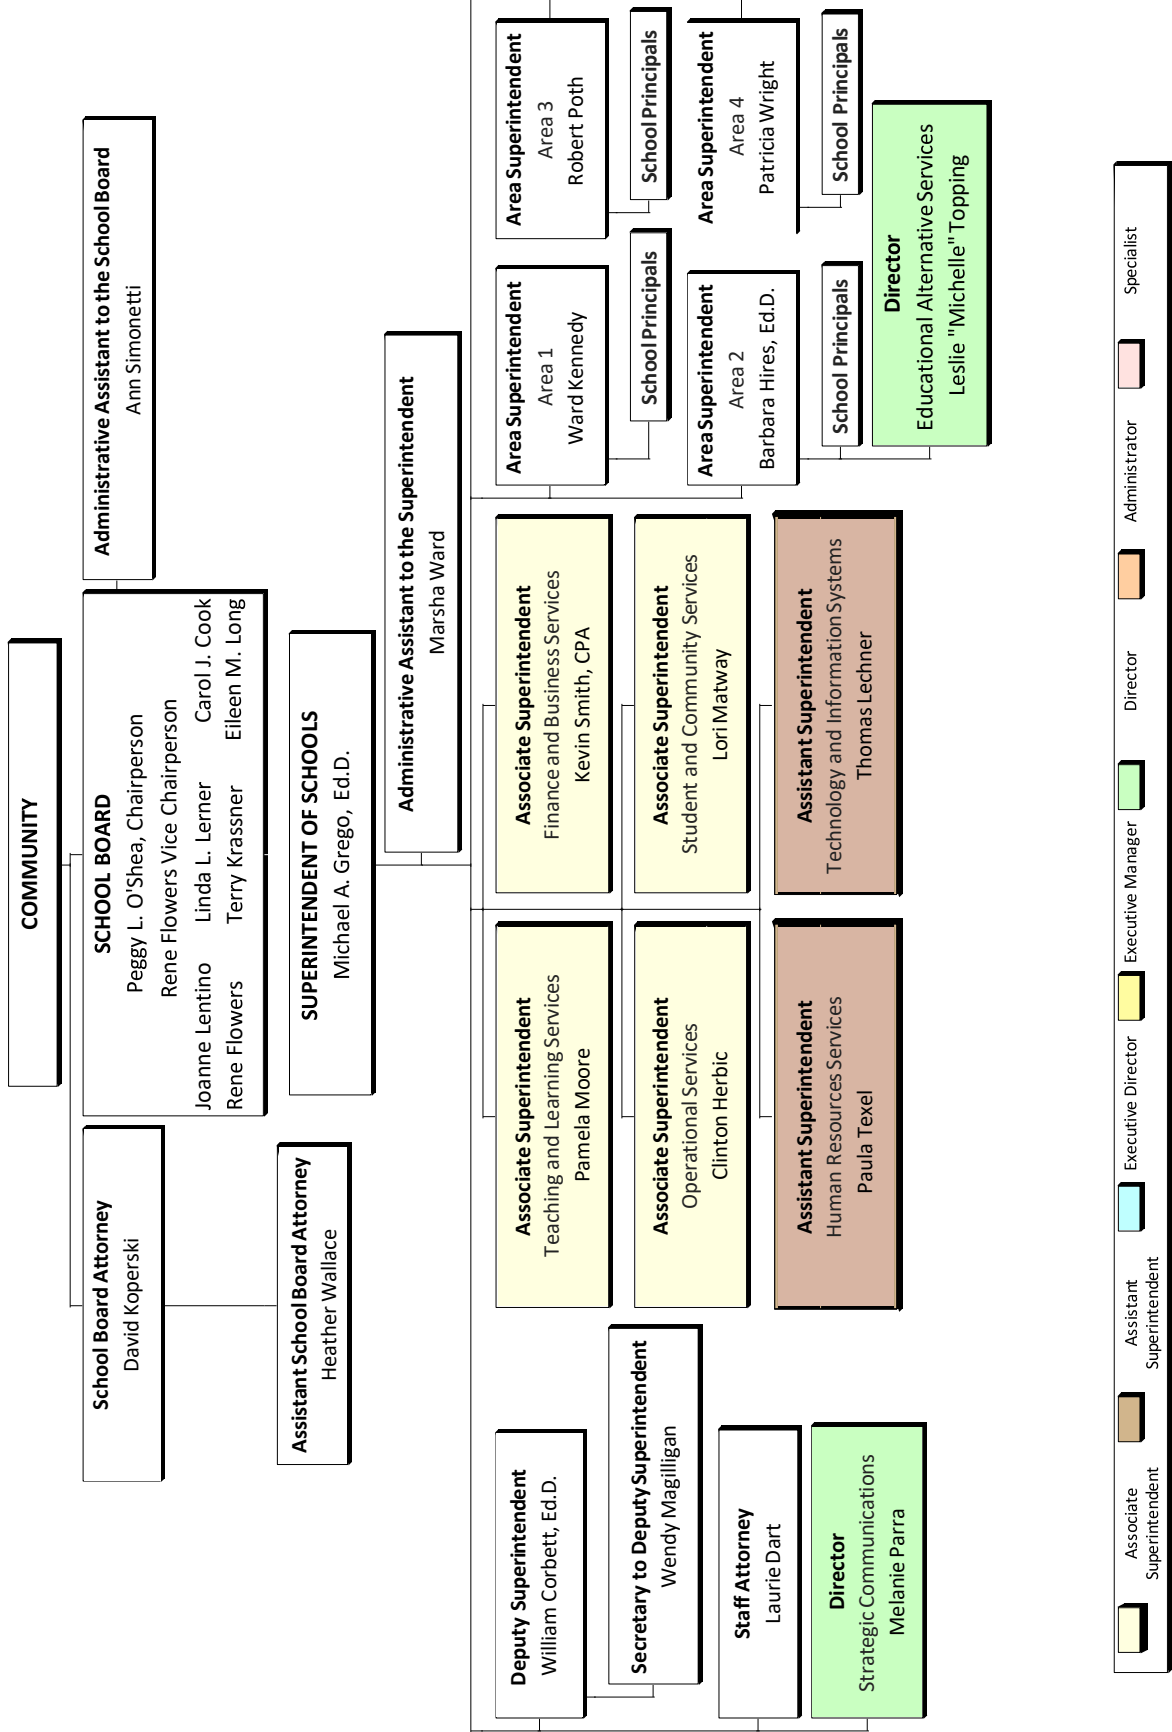 COMMUNITY
SCHOOL BOARD
Peggy L. O'Shea, Chairperson
Rene Flowers Vice Chairperson
Joanne Lentino Linda L. Lerner Carol J. Cook
Rene Flowers Terry Krassner Eileen M. Long
School Board Attorney
David Koperski
Assistant School Board Attorney
Heather Wallace
Administrative Assistant to the School Board
Ann Simonetti
SUPERINTENDENT OF SCHOOLS
Michael A. Grego, Ed.D.
Administrative Assistant to the Superintendent
Marsha Ward
Deputy Superintendent
William Corbett, Ed.D.
Secretary to Deputy Superintendent
Wendy Magilligan
Staff Attorney
Laurie Dart
Director
Strategic Communications
Melanie Parra
Associate Superintendent
Teaching and Learning Services
Pamela Moore
Associate Superintendent
Finance and Business Services
Kevin Smith, CPA
Associate Superintendent
Operational Services
Clinton Herbic
Associate Superintendent
Student and Community Services
Lori Matway
Assistant Superintendent
Human Resources Services
Paula Texel
Assistant Superintendent
Technology and Information Systems
Thomas Lechner
Area Superintendent
Area 1
Ward Kennedy
School Principals
Area Superintendent
Area 3
Robert Poth
School Principals
Area Superintendent
Area 2
Barbara Hires, Ed.D.
School Principals
Area Superintendent
Area 4
Patricia Wright
School Principals
Director
Educational Alternative Services
Leslie "Michelle" Topping
Associate
Superintendent
Assistant
Superintendent
Executive Director
Executive Manager
Director
Administrator
Specialist